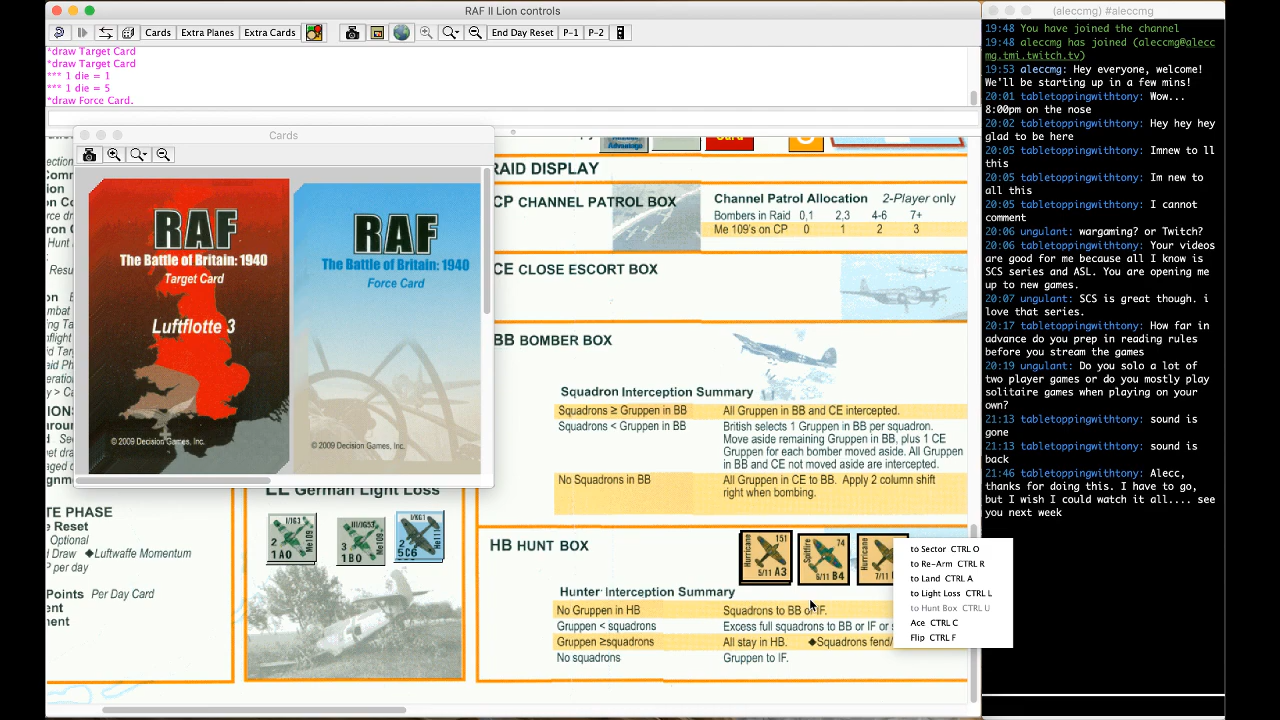 RAF II Lion controls
Cards
Extra Planes
Extra Cards
End Day Reset
P-1
P-2
*draw Target Card
*draw Target Card
*** 1 die = 1
*** 1 die = 5
*draw Force Card.
Cards
RAF
The Battle of Britain: 1940
Target Card
Luftflotte 3
© 2009 Decision Games, Inc.
RAF
The Battle of Britain: 1940
Force Card
© 2009 Decision Games, Inc.
RAID DISPLAY
CP CHANNEL PATROL BOX
Channel Patrol Allocation 2-Player only
Bombers in Raid 0,1 2,3 4-6 7+
Me 109's on CP 0 1 2 3
CE CLOSE ESCORT BOX
BB BOMBER BOX
Squadron Interception Summary
Squadrons ≥ Gruppen in BB All Gruppen in BB and CE intercepted.
Squadrons < Gruppen in BB British selects 1 Gruppen in BB per squadron.
Move aside remaining Gruppen in BB, plus 1 CE
Gruppen for each bomber moved aside. All Gruppen
in BB and CE not moved aside are intercepted.
No Squadrons in BB All Gruppen in CE to BB. Apply 2 column shift
right when bombing.
HB HUNT BOX
Hurricane
151
5/11 A3
Spitfire
74
6/11 B4
Hurricane
7/11
Hunter Interception Summary
No Gruppen in HB Squadrons to BB or IF.
Gruppen < squadrons Excess full squadrons to BB or IF or
Gruppen ≥squadrons All stay in HB. ◆Squadrons fend/
No squadrons Gruppen to IF.
German Light Loss
1A0
1B0
5C6
TE PHASE
e Reset
Optional
l Draw ◆Luftwaffe Momentum
P per day
Points Per Day Card
ent
ement
to Sector CTRL O
to Re-Arm CTRL R
to Land CTRL A
to Light Loss CTRL L
to Hunt Box CTRL U
Ace CTRL C
Flip CTRL F
(aleccmg) #aleccmg
19:48 You have joined the channel
19:48 aleccmg has joined (aleccmg@alecc
mg.tmi.twitch.tv)
19:53 aleccmg: Hey everyone, welcome!
We'll be starting up in a few mins!
20:01 tabletoppingwithtony: Wow...
8:00pm on the nose
20:02 tabletoppingwithtony: Hey hey hey
glad to be here
20:05 tabletoppingwithtony: Imnew to ll
this
20:05 tabletoppingwithtony: Im new to
all this
20:05 tabletoppingwithtony: I cannot
comment
20:06 ungulant: wargaming? or Twitch?
20:06 tabletoppingwithtony: Your videos
are good for me because all I know is
SCS series and ASL. You are opening me
up to new games.
20:07 ungulant: SCS is great though. i
love that series.
20:17 tabletoppingwithtony: How far in
advance do you prep in reading rules
before you stream the games
20:19 ungulant: Do you solo a lot of
two player games or do you mostly play
solitaire games when playing on your
own?
21:13 tabletoppingwithtony: sound is
gone
21:13 tabletoppingwithtony: sound is
back
21:46 tabletoppingwithtony: Alecc,
thanks for doing this. I have to go,
but I wish I could watch it all.... see
you next week